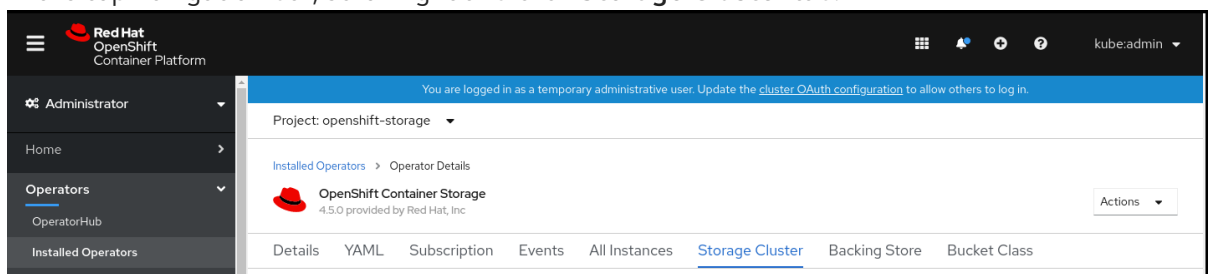 Red Hat
OpenShift
Container Platform
kube:admin
Administrator
You are logged in as a temporary administrative user. Update the cluster OAuth configuration to allow others to log in.
Project: openshift-storage
Home
Installed Operators > Operator Details
Operators
OpenShift Container Storage
4.5.0 provided by Red Hat, Inc
Actions
OperatorHub
Installed Operators
Details YAML Subscription Events All Instances Storage Cluster Backing Store Bucket Class